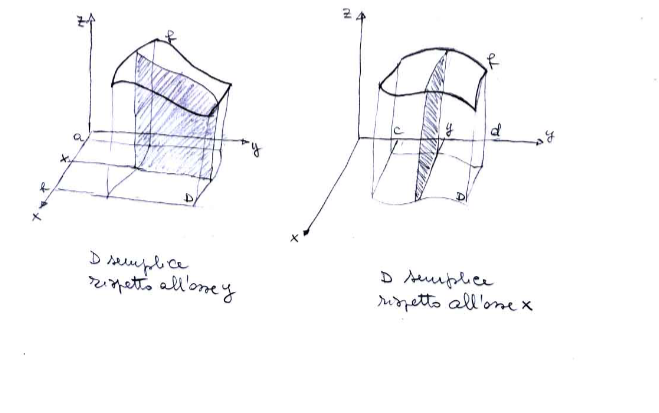 z
f
a
y
x
b
x
D
D semplice
rispetto all'asse y
z
f
c
y
d
y
D
x
D semplice
rispetto all'asse x